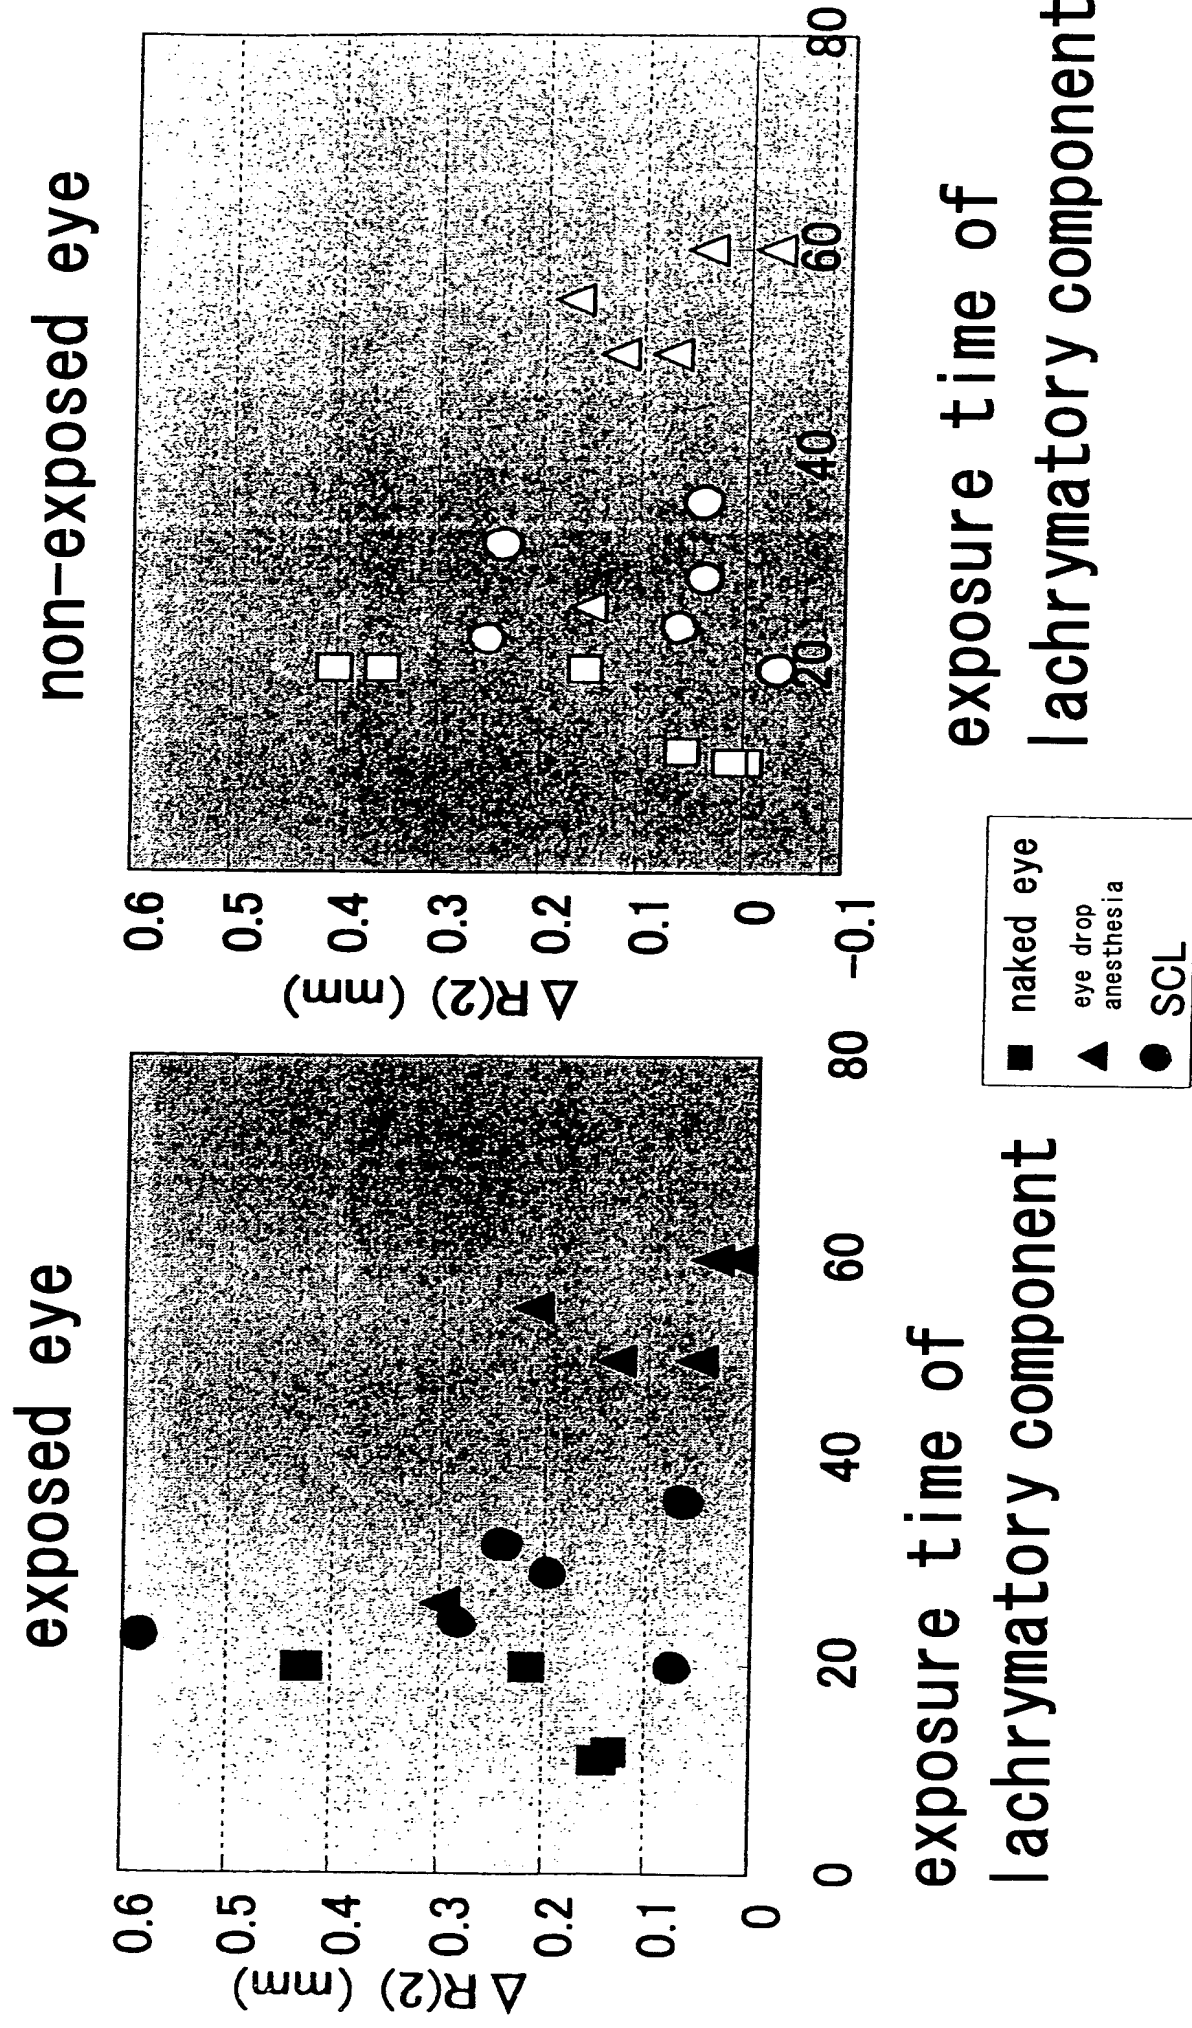 exposed eye
Δ R(2) (mm)
0.6
0.5
0.4
0.3
0.2
0.1
0
0
20
40
60
80
exposure time of
lachrymatory component
non-exposed eye
Δ R(2) (mm)
0.6
0.5
0.4
0.3
0.2
0.1
0
-0.1
20
40
60
80
exposure time of
lachrymatory component
■ naked eye
▲ eye drop
anesthesia
● SCL